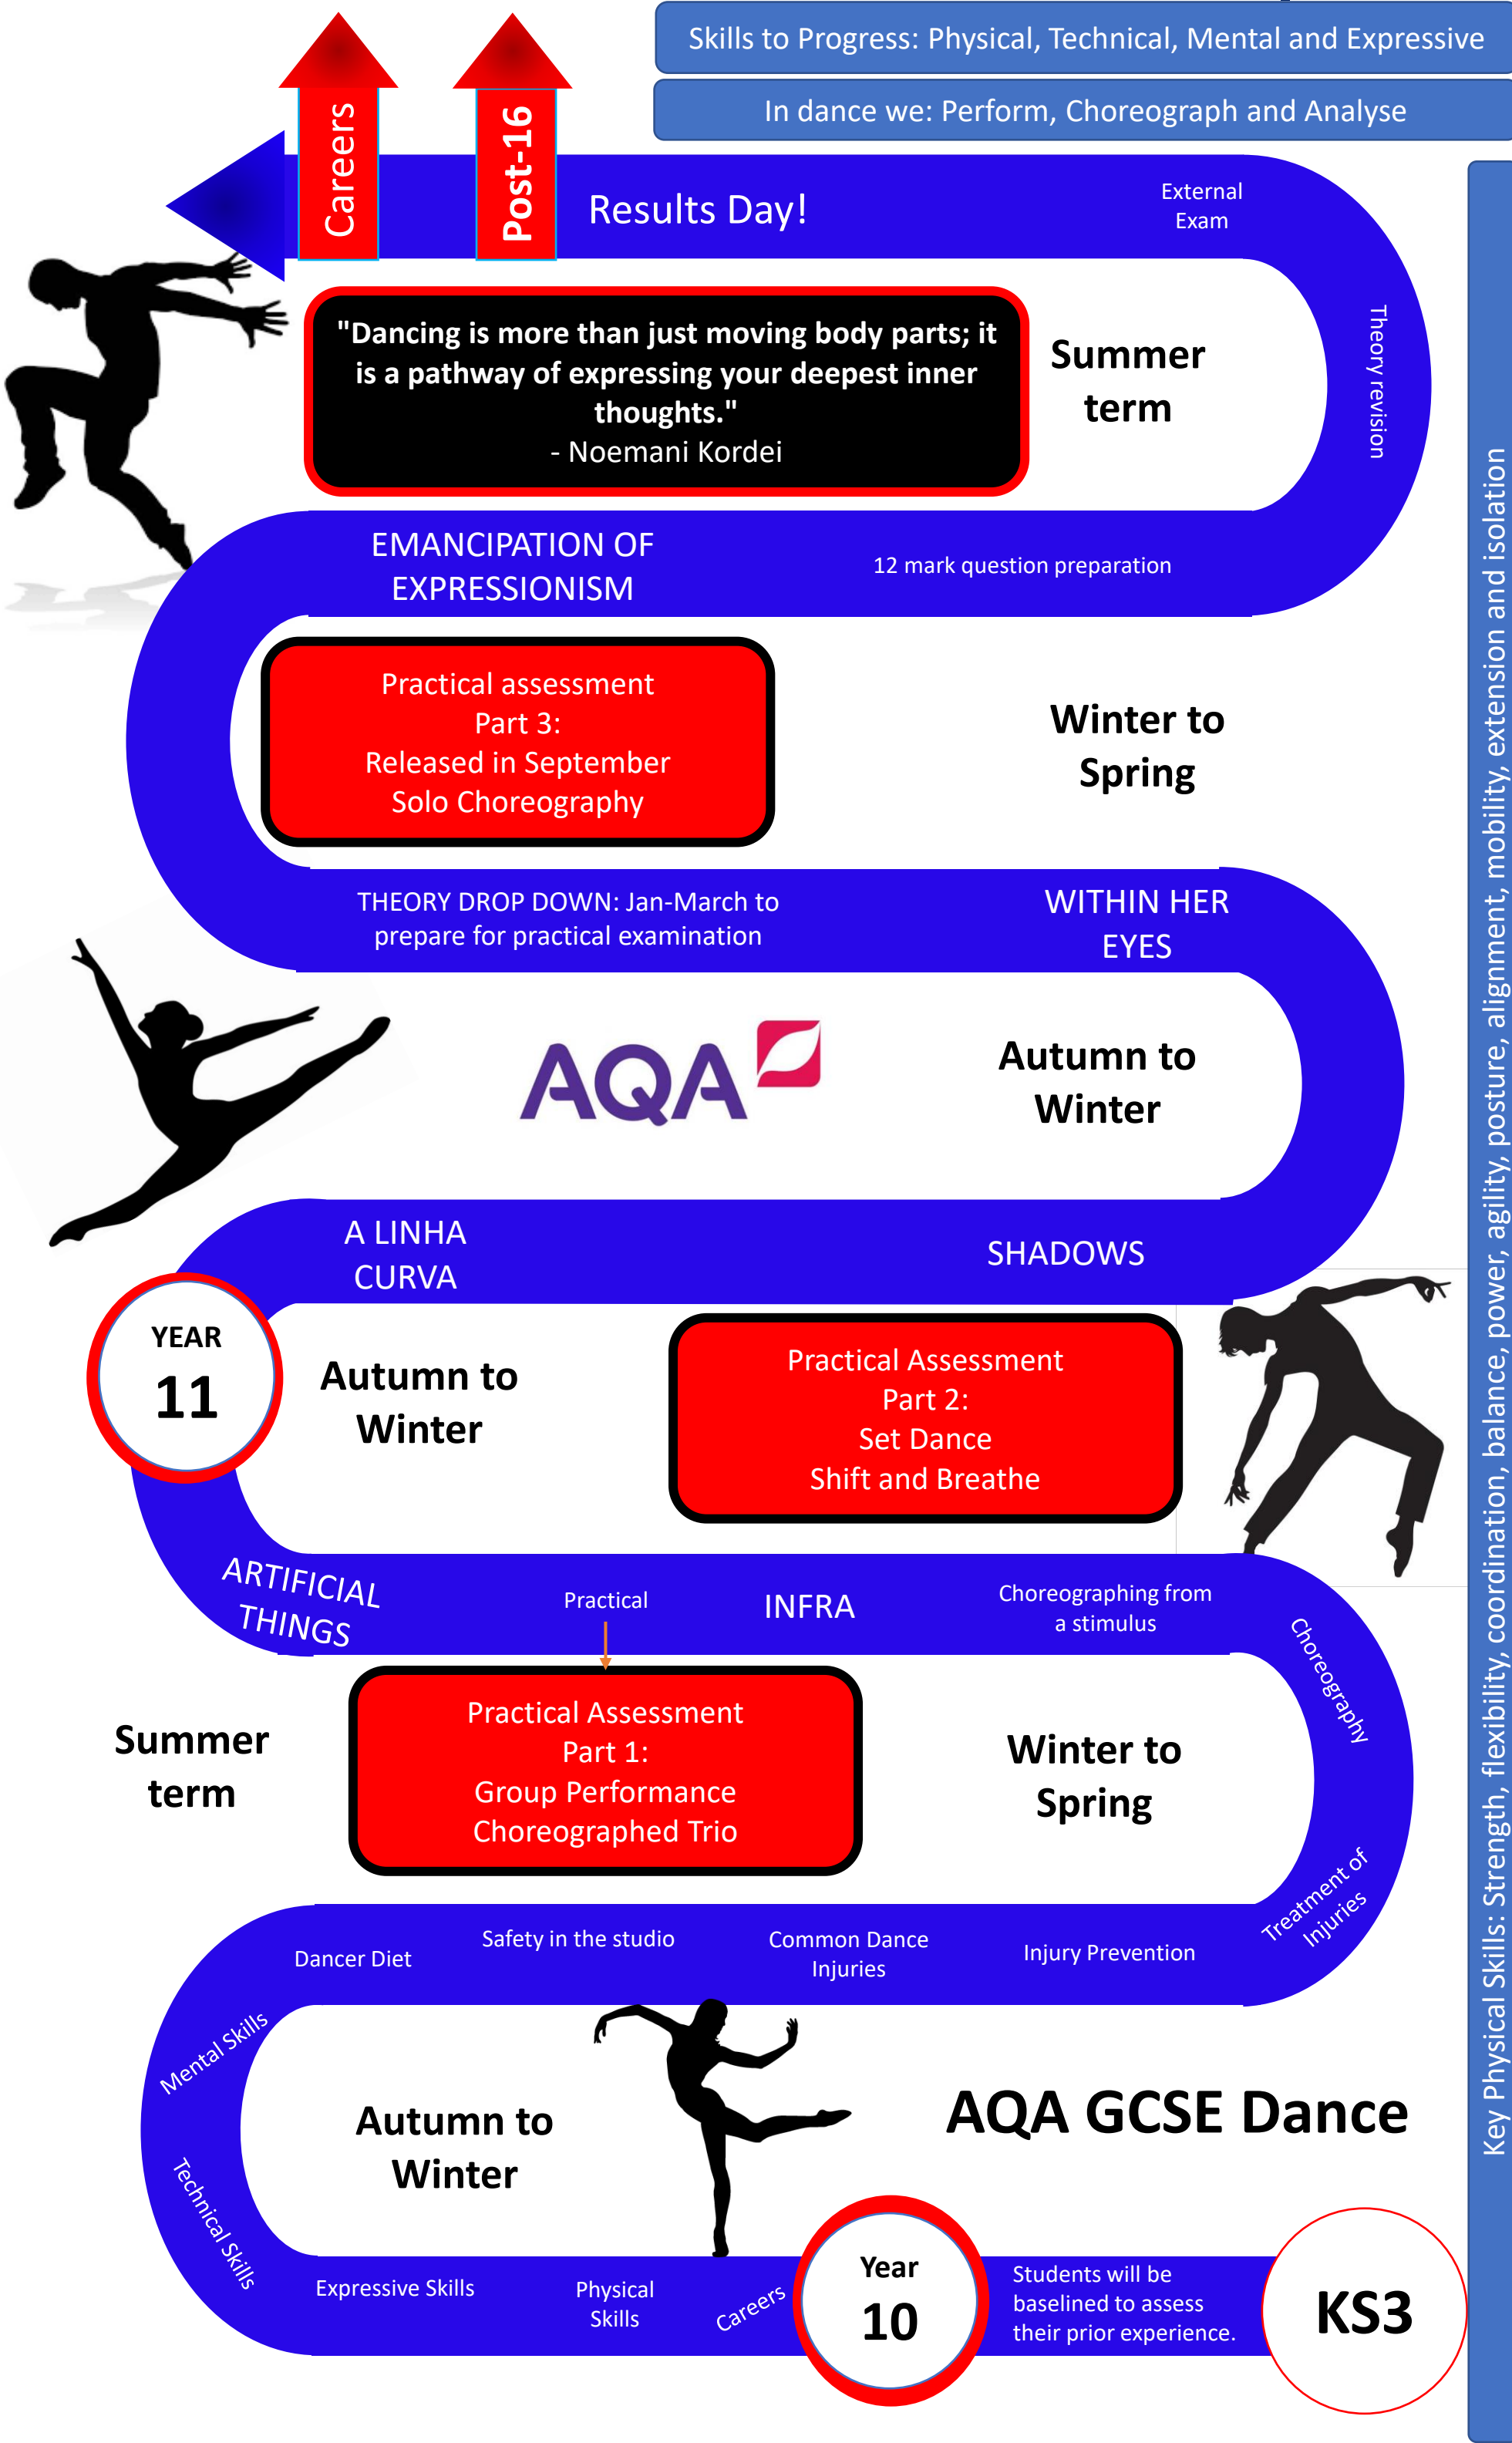 Skills to Progress: Physical, Technical, Mental and Expressive
In dance we: Perform, Choreograph and Analyse
Careers
Post-16
Results Day!
External
Exam
Theory revision
"Dancing is more than just moving body parts; it
is a pathway of expressing your deepest inner
thoughts."
- Noemani Kordei
Summer
term
EMANCIPATION OF
EXPRESSIONISM
12 mark question preparation
Practical assessment
Part 3:
Released in September
Solo Choreography
Winter to
Spring
THEORY DROP DOWN: Jan-March to
prepare for practical examination
WITHIN HER
EYES
AQA
Autumn to
Winter
A LINHA
CURVA
SHADOWS
YEAR
11
Autumn to
Winter
Practical Assessment
Part 2:
Set Dance
Shift and Breathe
ARTIFICIAL
THINGS
Practical
INFRA
Choreographing from
a stimulus
Choreography
Summer
term
Practical Assessment
Part 1:
Group Performance
Choreographed Trio
Winter to
Spring
Treatment of
Injuries
Dancer Diet
Safety in the studio
Common Dance
Injuries
Injury Prevention
Mental Skills
Autumn to
Winter
AQA GCSE Dance
Technical Skills
Expressive Skills
Physical
Skills
Careers
Year
10
Students will be
baselined to assess
their prior experience.
KS3
Key Physical Skills: Strength, flexibility, coordination, balance, power, agility, posture, alignment, mobility, extension and isolation